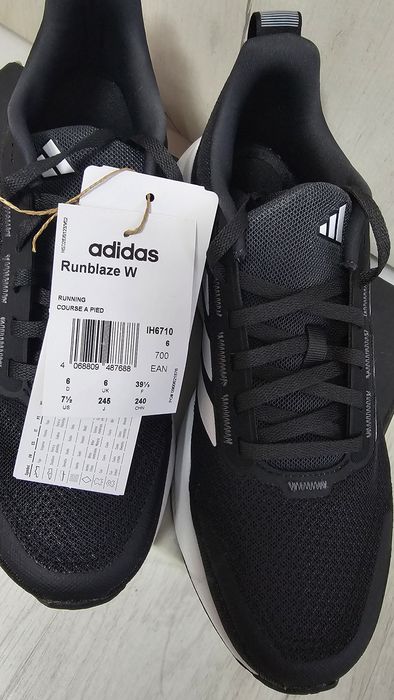 adidas
Runblaze W
RUNNING
COURSE A PIED
IH6710
6
700
EAN
4 068809 487688
6 6 39⅓
D UK F
7½ 245 240
US J CHN